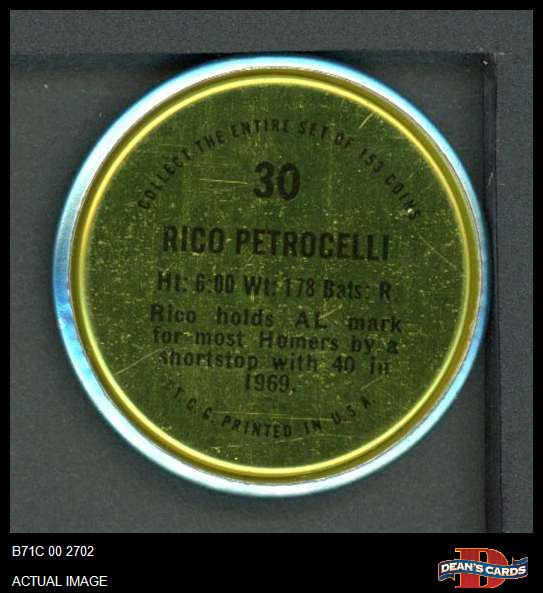 COLLECT THE ENTIRE SET OF 153 COINS
30
RICO PETROCELLI
Ht: 6:00 Wt: 178 Bats: R.
Rico holds AL mark
for most Homers by a
shortstop with 40 in
1969.
T.C.G. PRINTED IN U.S.A.
B71C 00 2702
ACTUAL IMAGE
D
DEAN'S CARDS